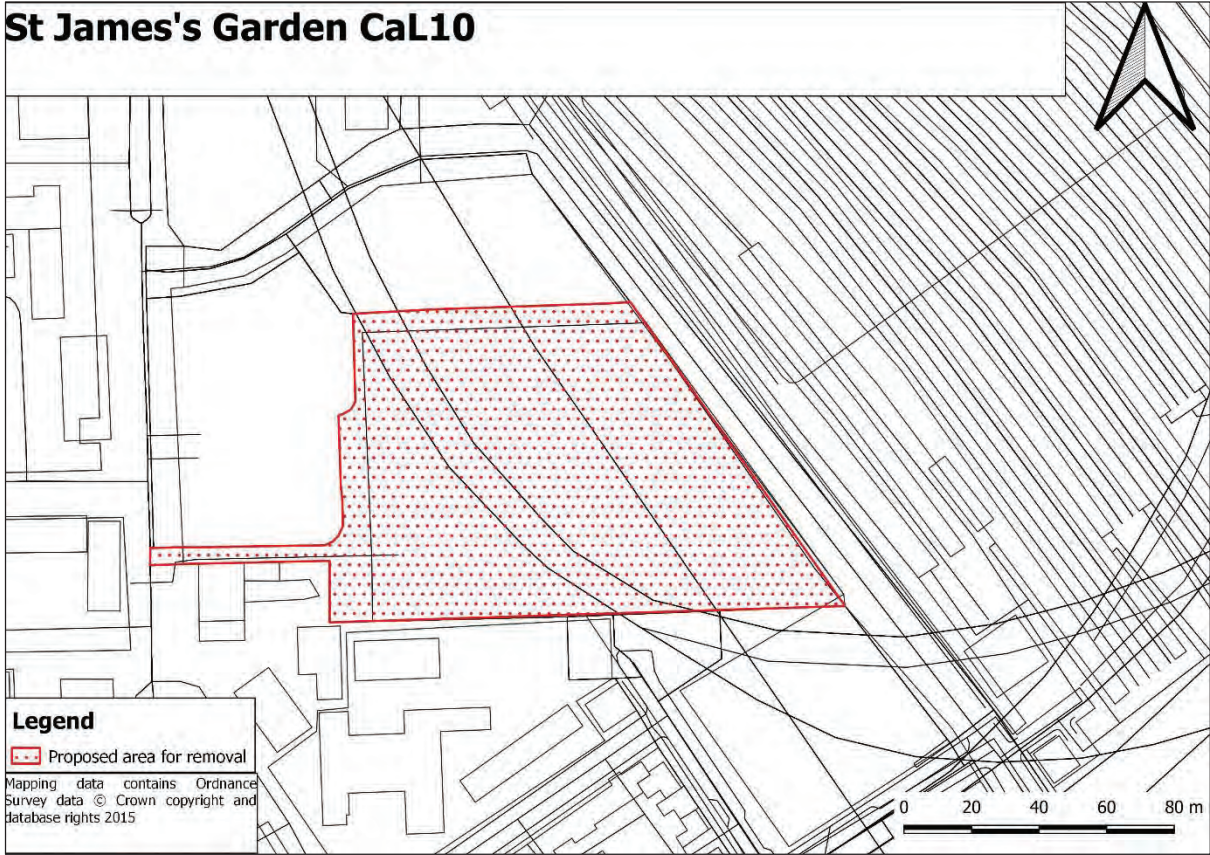 St James's Garden CaL10
Legend
Proposed area for removal
Mapping data contains Ordnance
Survey data © Crown copyright and
database rights 2015
0 20 40 60 80 m